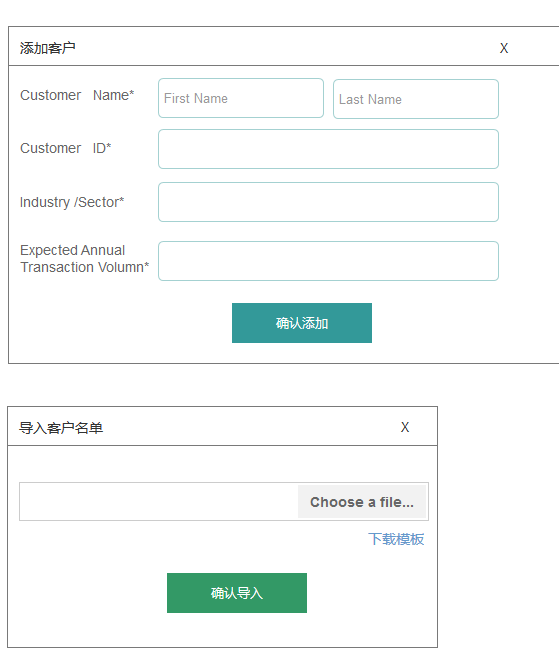 添加客户 X
Customer Name* First Name Last Name
Customer ID*
Industry /Sector*
Expected Annual
Transaction Volumn*
确认添加
导入客户名单 X
Choose a file...
下载模板
确认导入